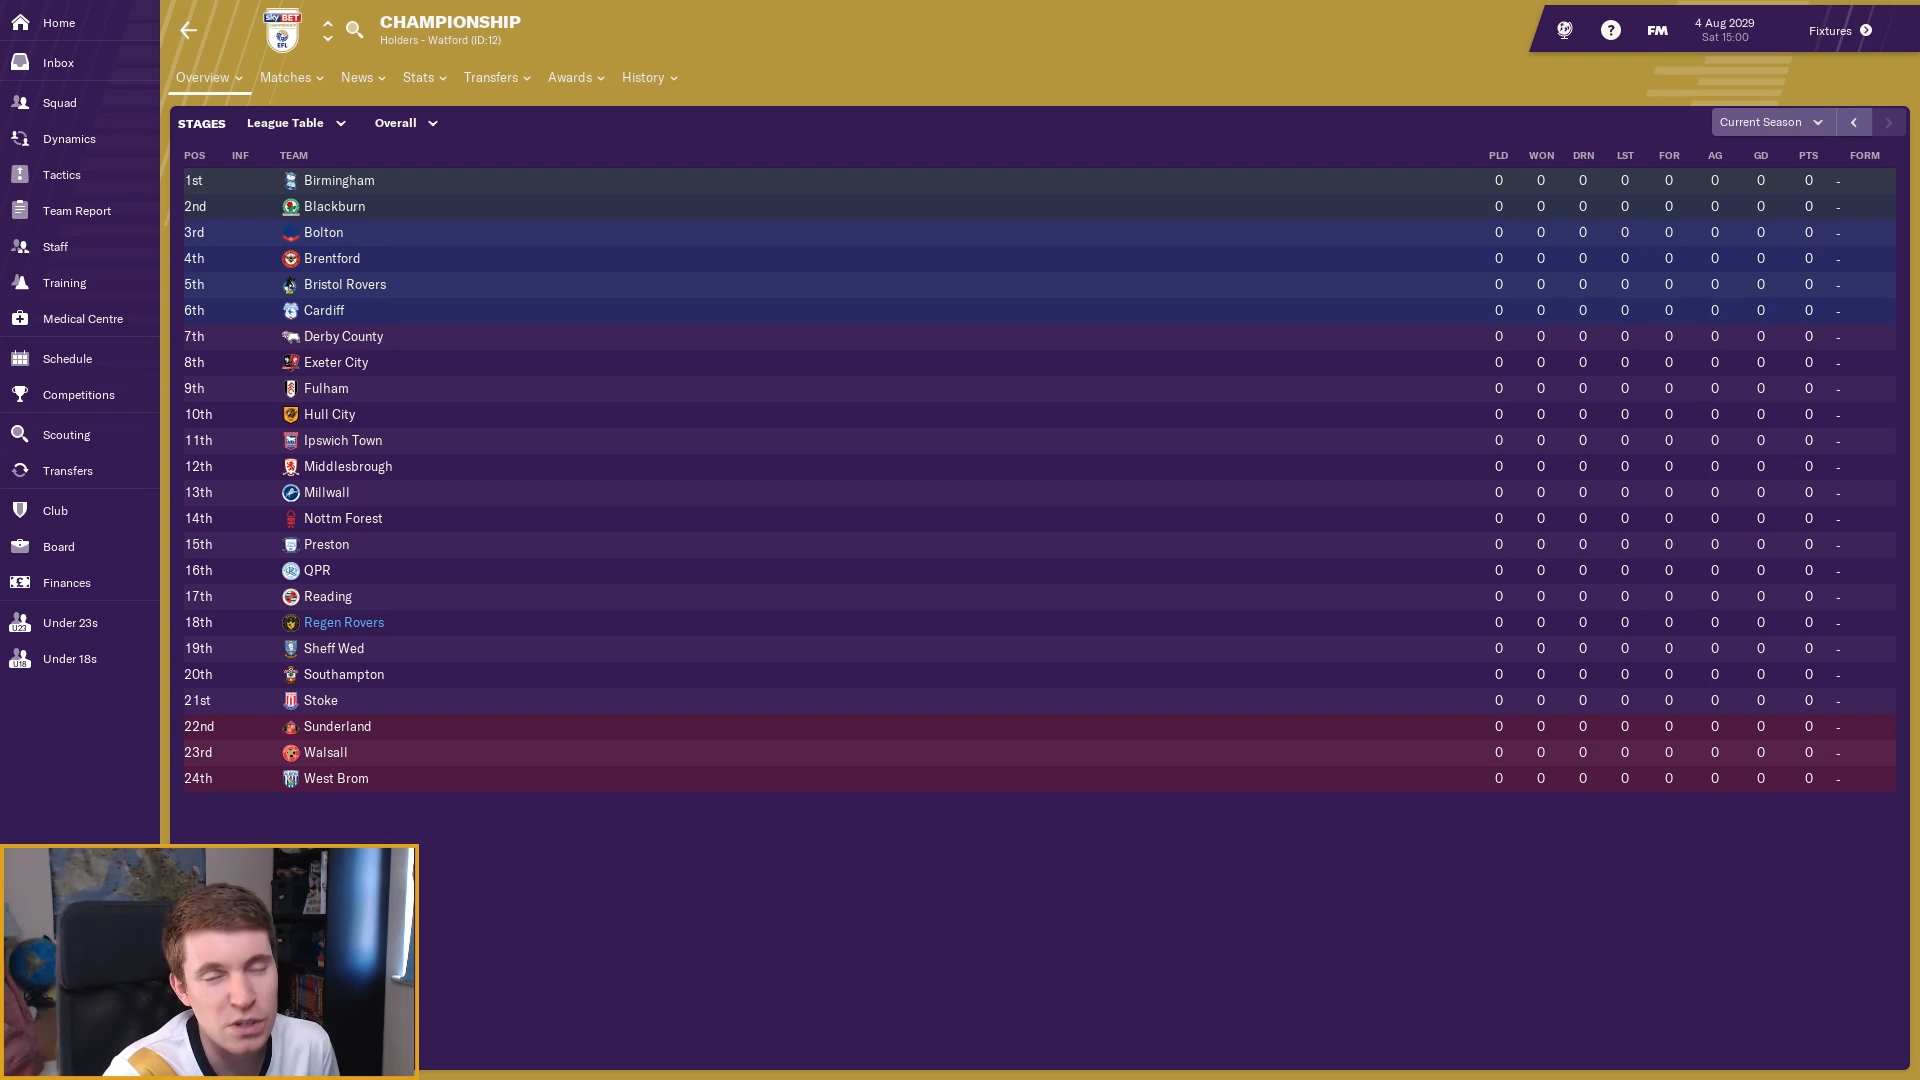 Home
Inbox
Squad
Dynamics
Tactics
Team Report
Staff
Training
Medical Centre
Schedule
Competitions
Scouting
Transfers
Club
Board
Finances
U23 Under 23s
U18 Under 18s
sky BET
EFL
CHAMPIONSHIP
Holders - Watford (ID:12)
? FM 4 Aug 2029 Fixtures
Sat 15:00
Overview Matches News Stats Transfers Awards History
STAGES League Table Overall Current Season
POS INF TEAM PLD WON DRN LST FOR AG GD PTS FORM
1st Birmingham 0 0 0 0 0 0 0 0 -
2nd Blackburn 0 0 0 0 0 0 0 0 -
3rd Bolton 0 0 0 0 0 0 0 0 -
4th Brentford 0 0 0 0 0 0 0 0 -
5th Bristol Rovers 0 0 0 0 0 0 0 0 -
6th Cardiff 0 0 0 0 0 0 0 0 -
7th Derby County 0 0 0 0 0 0 0 0 -
8th Exeter City 0 0 0 0 0 0 0 0 -
9th Fulham 0 0 0 0 0 0 0 0 -
10th Hull City 0 0 0 0 0 0 0 0 -
11th Ipswich Town 0 0 0 0 0 0 0 0 -
12th Middlesbrough 0 0 0 0 0 0 0 0 -
13th Millwall 0 0 0 0 0 0 0 0 -
14th Nottm Forest 0 0 0 0 0 0 0 0 -
15th Preston 0 0 0 0 0 0 0 0 -
16th QPR 0 0 0 0 0 0 0 0 -
17th Reading 0 0 0 0 0 0 0 0 -
18th Regen Rovers 0 0 0 0 0 0 0 0 -
19th Sheff Wed 0 0 0 0 0 0 0 0 -
20th Southampton 0 0 0 0 0 0 0 0 -
21st Stoke 0 0 0 0 0 0 0 0 -
22nd Sunderland 0 0 0 0 0 0 0 0 -
23rd Walsall 0 0 0 0 0 0 0 0 -
24th West Brom 0 0 0 0 0 0 0 0 -